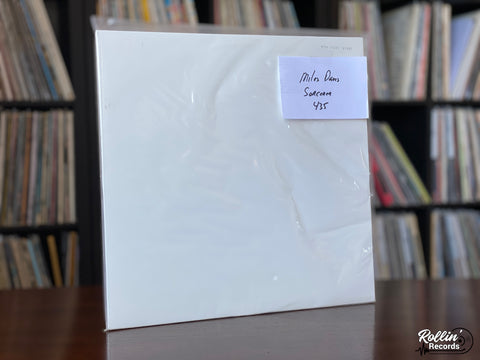 Miles Davis
Sorcerer
435
Rollin'
Records